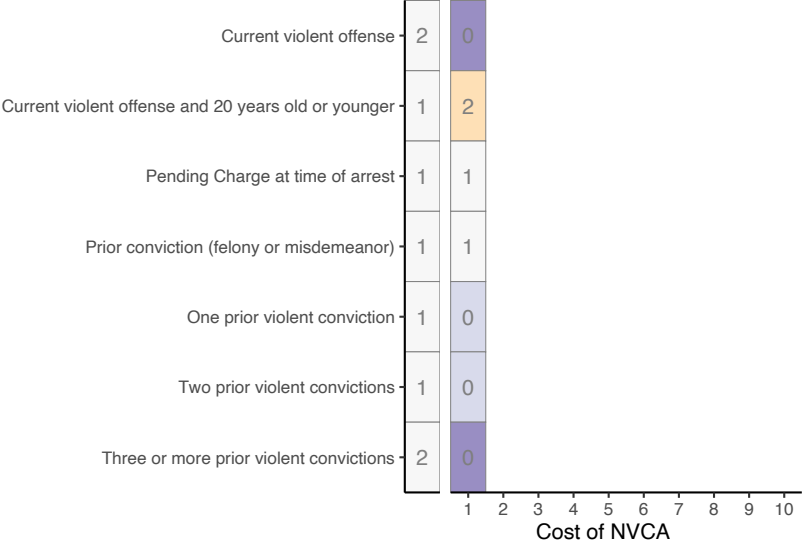 Current violent offense 2 0
Current violent offense and 20 years old or younger 1 2
Pending Charge at time of arrest 1 1
Prior conviction (felony or misdemeanor) 1 1
One prior violent conviction 1 0
Two prior violent convictions 1 0
Three or more prior violent convictions 2 0
1 2 3 4 5 6 7 8 9 10
Cost of NVCA